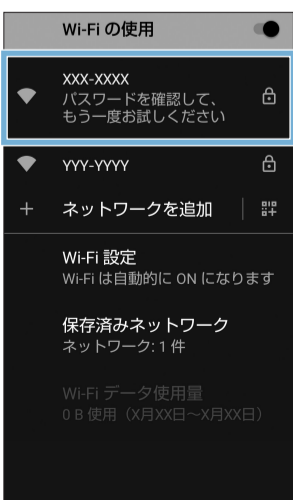 Wi-Fi の使用
XXX-XXXX
パスワードを確認して、
もう一度お試しください
YYY-YYYY
ネットワークを追加
Wi-Fi 設定
Wi-Fi は自動的に ON になります
保存済みネットワーク
ネットワーク: 1 件
Wi-Fi データ使用量
0 B 使用（X月XX日～X月XX日）